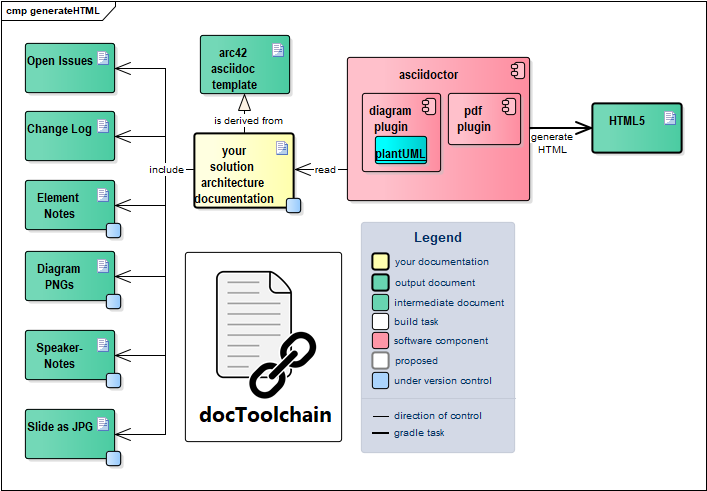 cmp generateHTML
Open Issues
Change Log
Element
Notes
Diagram
PNGs
Speaker-
Notes
Slide as JPG
include
arc42
asciidoc
template
is derived from
your
solution
architecture
documentation
read
asciidoctor
diagram
plugin
plantUML
pdf
plugin
generate
HTML
HTML5
docToolchain
Legend
your documentation
output document
intermediate document
build task
software component
proposed
under version control
direction of control
gradle task